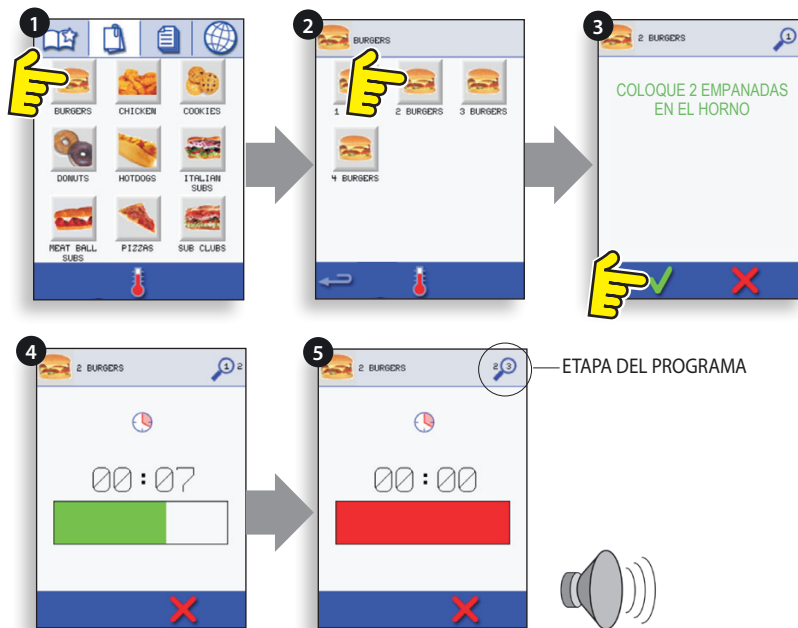 1
BURGERS
CHICKEN
COOKIES
DONUTS
HOTDOGS
ITALIAN
SUBS
MEAT BALL
SUBS
PIZZAS
SUB CLUBS
2
BURGERS
1
2 BURGERS
3 BURGERS
4 BURGERS
3
2 BURGERS
1
COLOQUE 2 EMPANADAS
EN EL HORNO
4
2 BURGERS
1 2
00:07
5
2 BURGERS
2 3
ETAPA DEL PROGRAMA
00:00